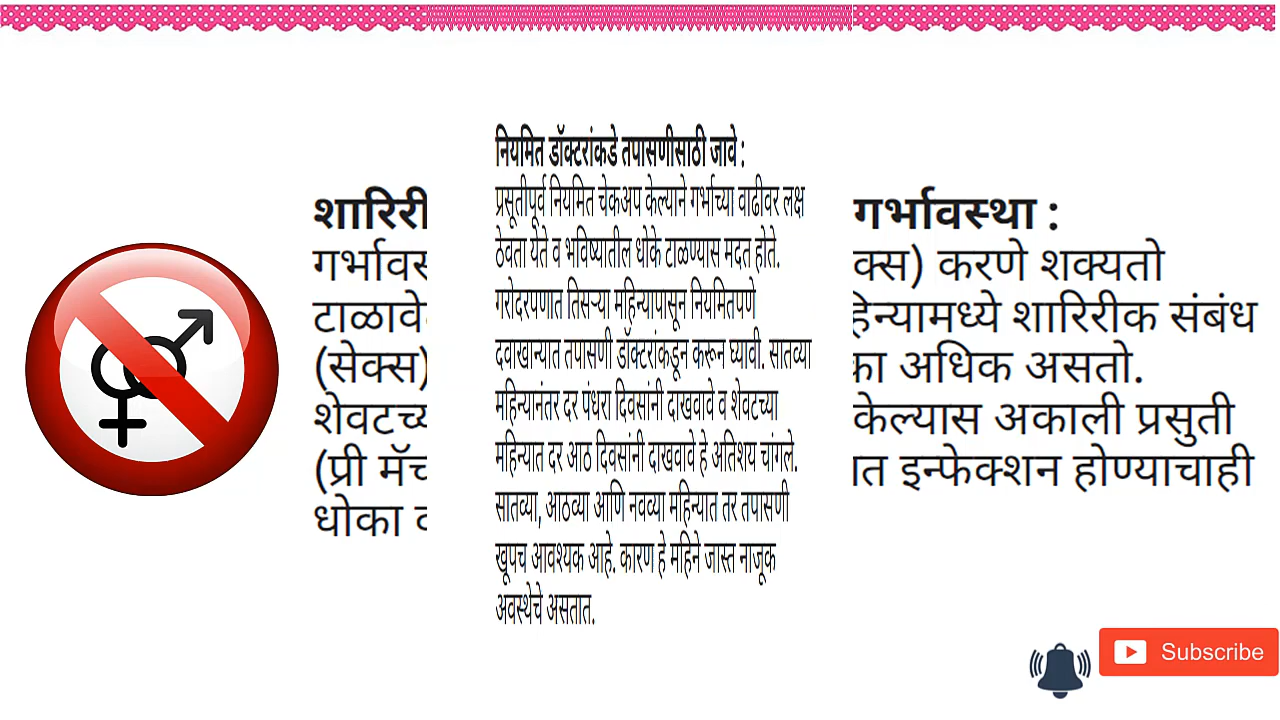 शारिरी
गर्भावस
टाळावे
(सेक्स)
शेवटच्य
(प्री मॅच
धोका व
नियमित डॉक्टरांकडे तपासणीसाठी जावे :
प्रसूतीपूर्व नियमित चेकअप केल्याने गर्भाच्या वाढीवर लक्ष
ठेवता येते व भविष्यातील धोके टाळण्यास मदत होते.
गरोदरपणात तिसऱ्या महिन्यापासून नियमितपणे
दवाखान्यात तपासणी डॉक्टरांकडून करून घ्यावी. सातव्या
महिन्यानंतर दर पंधरा दिवसांनी दाखवावे व शेवटच्या
महिन्यात दर आठ दिवसांनी दाखवावे हे अतिशय चांगले.
सातव्या, आठव्या आणि नवव्या महिन्यात तर तपासणी
खूपच आवश्यक आहे. कारण हे महिने जास्त नाजूक
अवस्थेचे असतात.
गर्भावस्था :
क्स) करणे शक्यतो
हिन्यामध्ये शारिरीक संबंध
का अधिक असतो.
केल्यास अकाली प्रसुती
ात इन्फेक्शन होण्याचाही
Subscribe